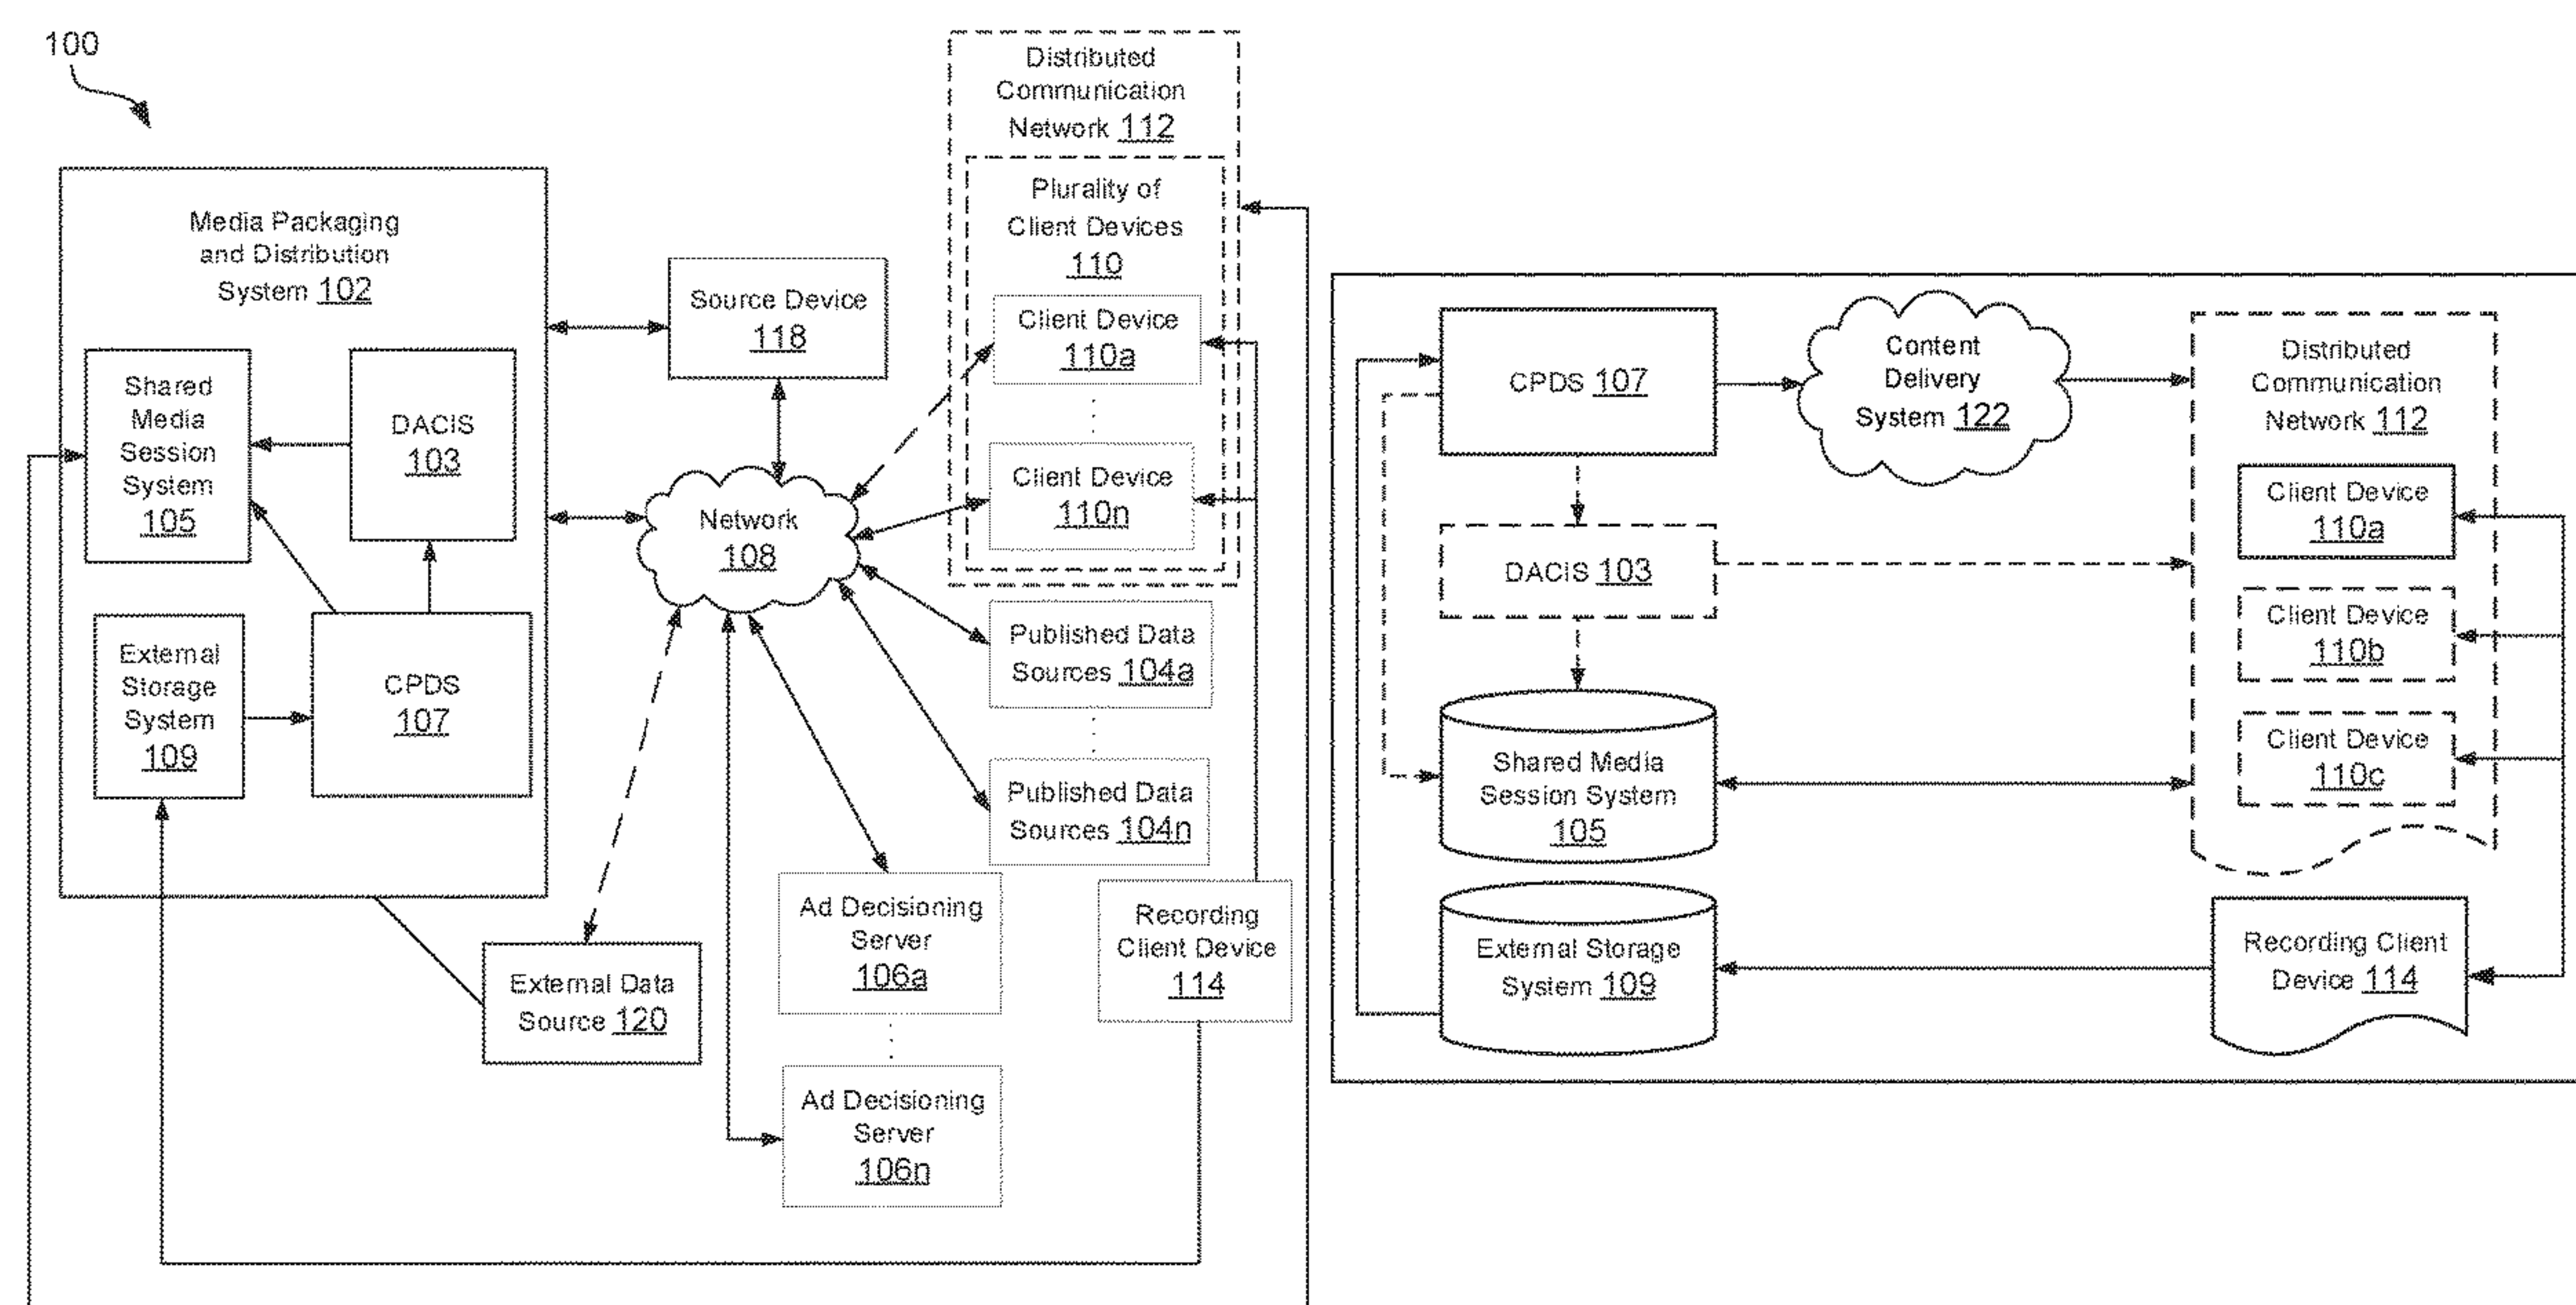 100
Distributed
Communication
Network 112
Plurality of
Client Devices
110
Client Device
110a
Client Device
110n
Media Packaging
and Distribution
System 102
Shared
Media
Session
System
105
DACIS
103
External
Storage
System
109
CPDS
107
Source Device
118
Network
108
Published Data
Sources 104a
Published Data
Sources 104n
Ad Decisioning
Server
106a
Ad Decisioning
Server
106n
Recording
Client Device
114
External Data
Source 120
CPDS 107
Content
Delivery
System 122
Distributed
Communication
Network 112
Client Device
110a
Client Device
110b
Client Device
110c
DACIS 103
Shared Media
Session System
105
External Storage
System 109
Recording Client
Device 114